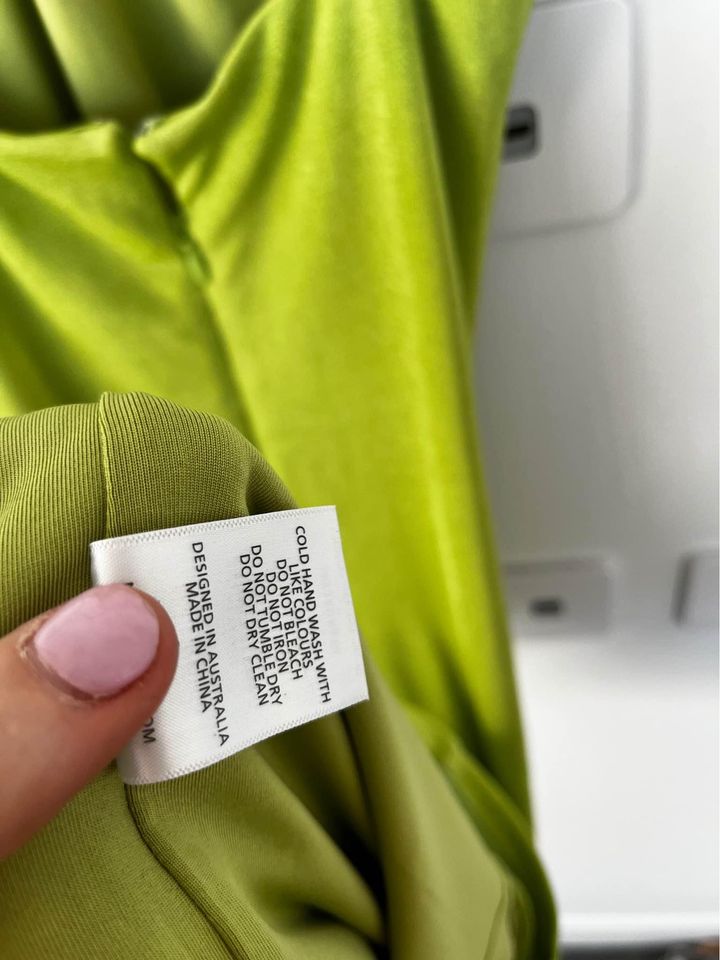 COLD HAND WASH WITH
LIKE COLOURS
DO NOT BLEACH
DO NOT IRON
DO NOT TUMBLE DRY
DO NOT DRY CLEAN
DESIGNED IN AUSTRALIA
MADE IN CHINA